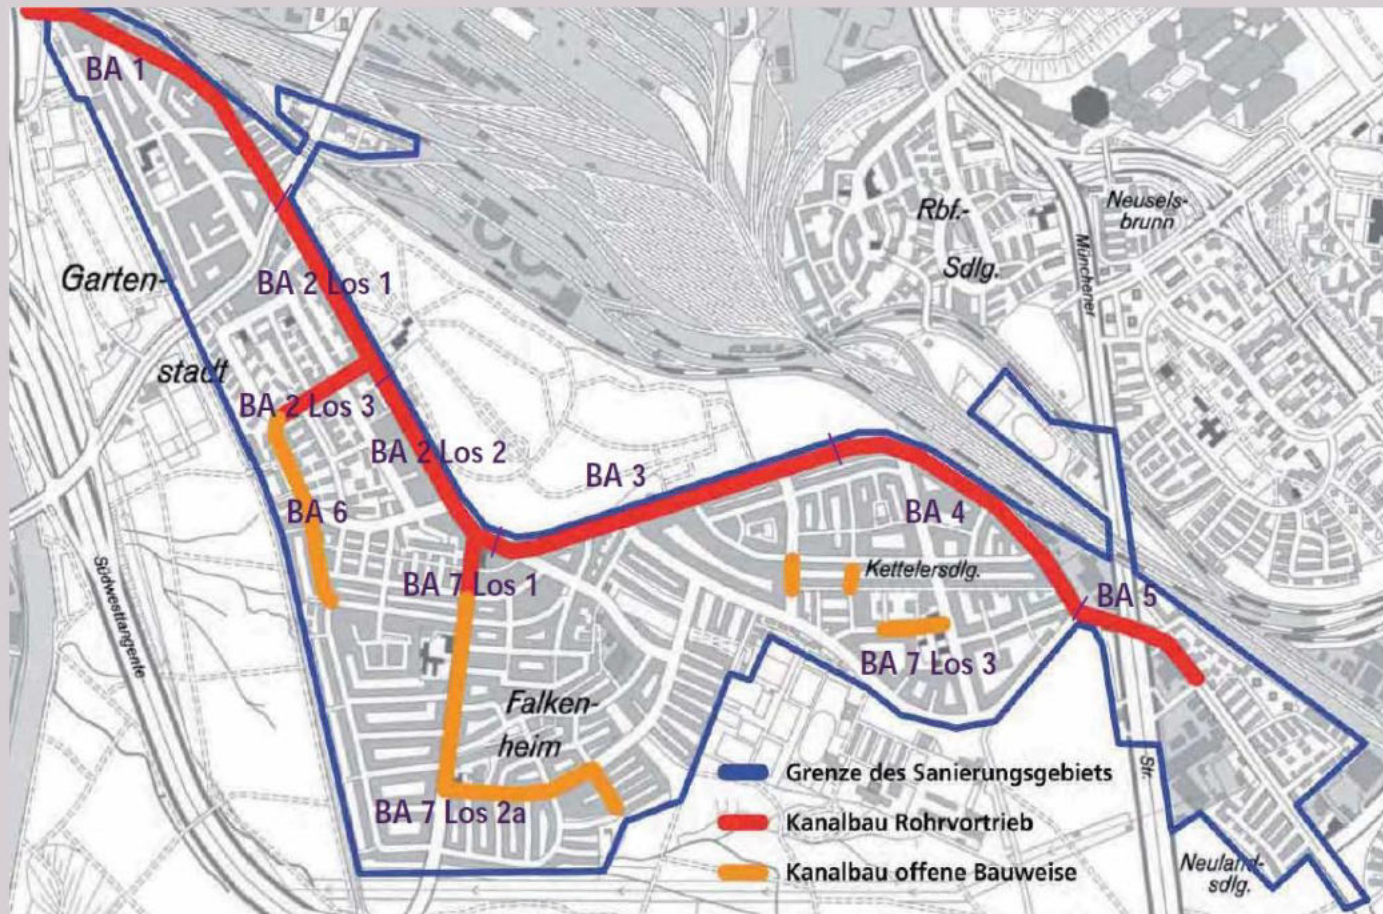 BA 1
Garten-
stadt
BA 2 Los 1
BA 2 Los 3
BA 2 Los 2
BA 6
BA 3
BA 7 Los 1
BA 4
Kettelersdlg.
BA 5
BA 7 Los 3
Falken-
heim
BA 7 Los 2a
Rbf.-
Sdlg.
Neusels-
brunn
Münchener
Str.
Südwesttangente
Neuland-
sdlg.
Grenze des Sanierungsgebiets
Kanalbau Rohrvortrieb
Kanalbau offene Bauweise